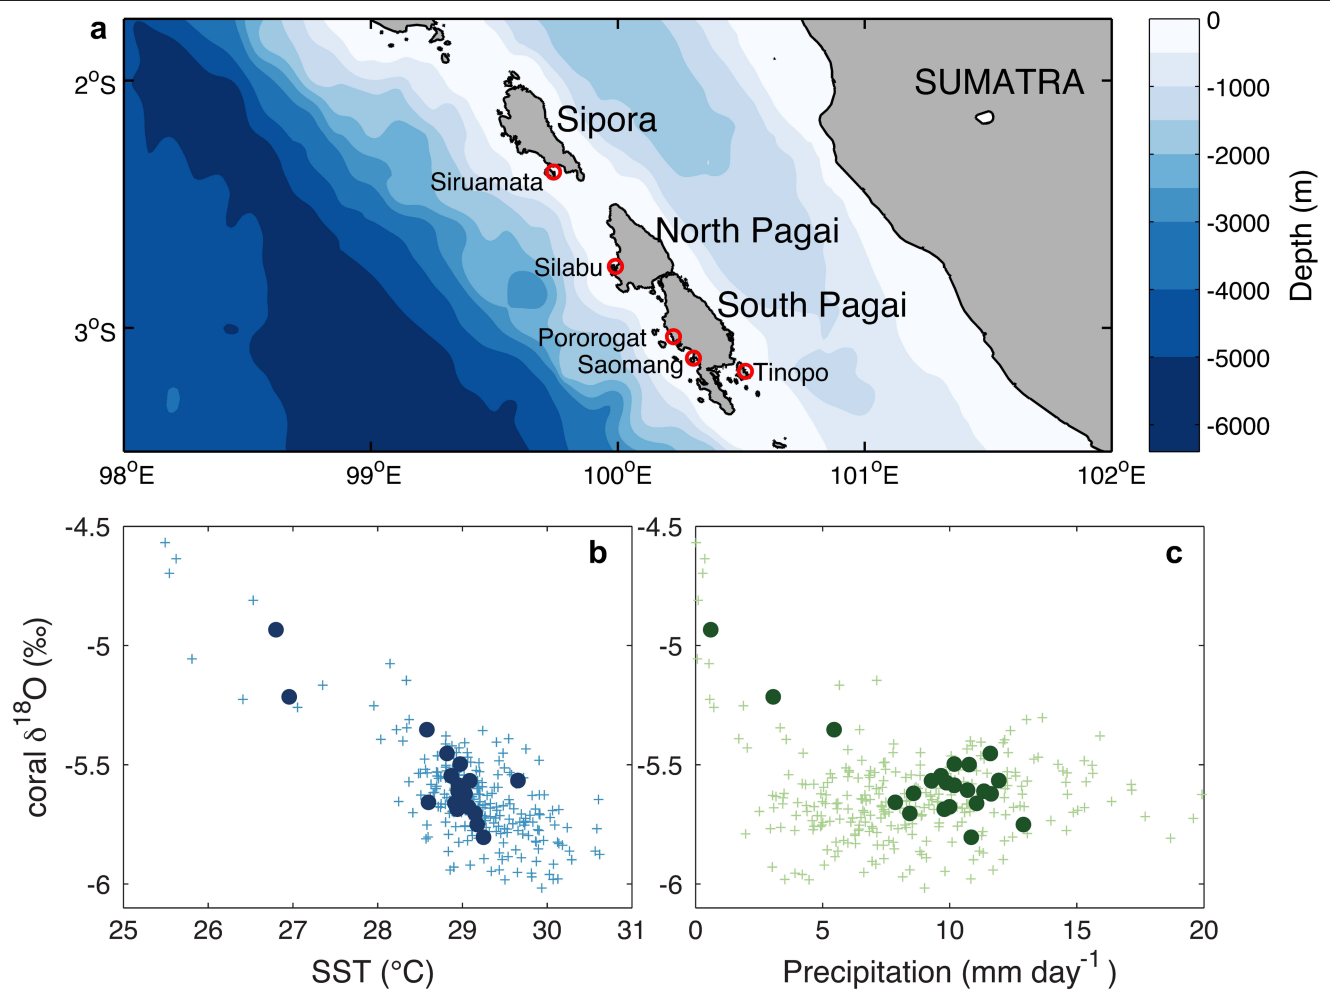 a
SUMATRA
Sipora
Siruamata
North Pagai
Silabu
South Pagai
Pororogat
Saomang
Tinopo
2°S
3°S
98°E 99°E 100°E 101°E 102°E
0
-1000
-2000
-3000
-4000
-5000
-6000
Depth (m)
b
-4.5
-5
-5.5
-6
coral δ¹⁸O (‰)
25 26 27 28 29 30 31
SST (°C)
c
-4.5
-5
-5.5
-6
0 5 10 15 20
Precipitation (mm day⁻¹)